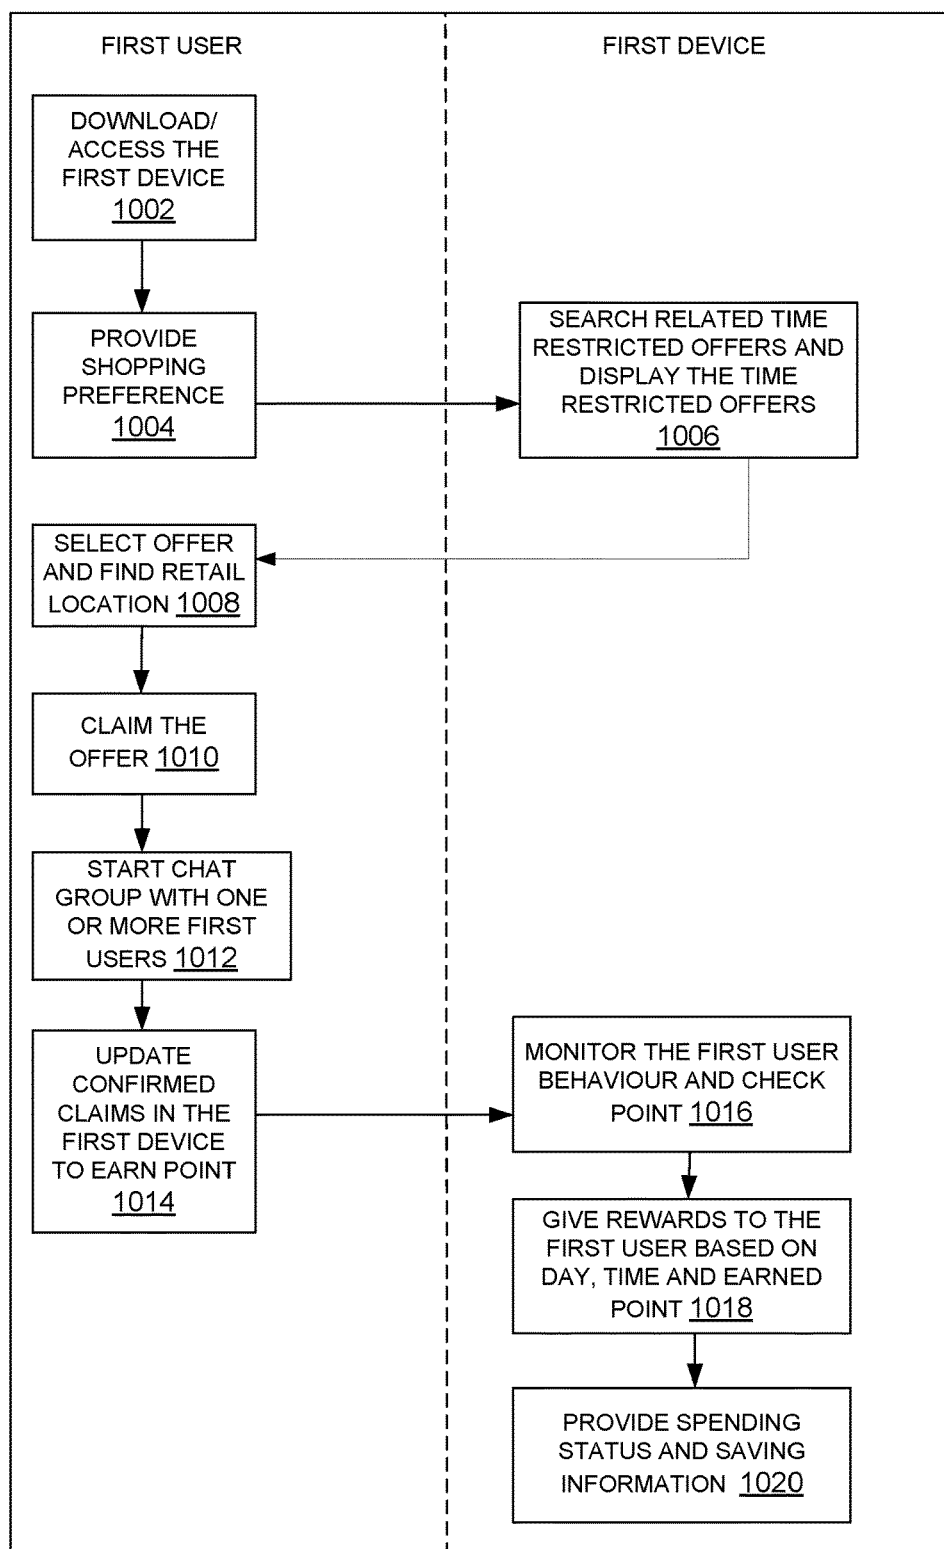 FIRST USER
FIRST DEVICE
DOWNLOAD/
ACCESS THE
FIRST DEVICE
1002
PROVIDE
SHOPPING
PREFERENCE
1004
SEARCH RELATED TIME
RESTRICTED OFFERS AND
DISPLAY THE TIME
RESTRICTED OFFERS
1006
SELECT OFFER
AND FIND RETAIL
LOCATION 1008
CLAIM THE
OFFER 1010
START CHAT
GROUP WITH ONE
OR MORE FIRST
USERS 1012
UPDATE
CONFIRMED
CLAIMS IN THE
FIRST DEVICE
TO EARN POINT
1014
MONITOR THE FIRST USER
BEHAVIOUR AND CHECK
POINT 1016
GIVE REWARDS TO THE
FIRST USER BASED ON
DAY, TIME AND EARNED
POINT 1018
PROVIDE SPENDING
STATUS AND SAVING
INFORMATION 1020